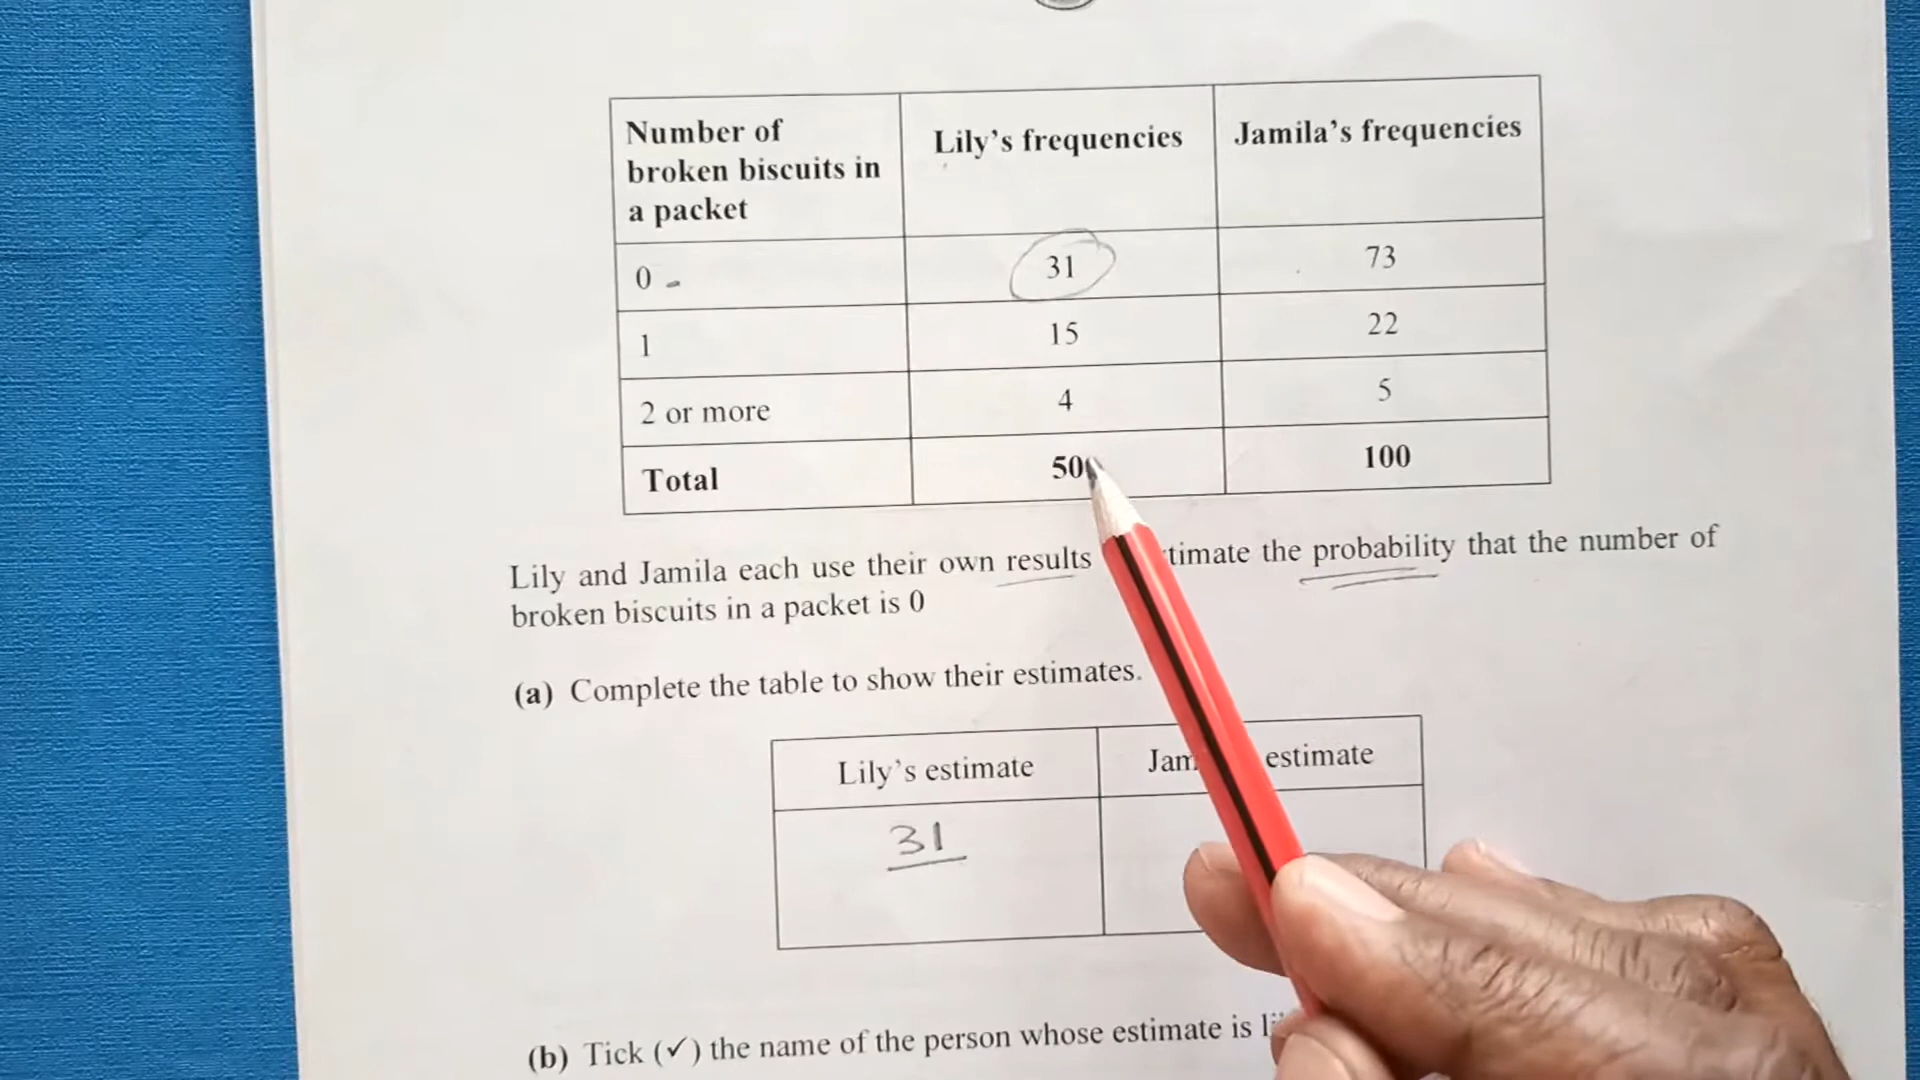 Number of
broken biscuits in
a packet
Lily's frequencies
Jamila's frequencies
0
31
73
1
15
22
2 or more
4
5
Total
50
100
Lily and Jamila each use their own results timate the probability that the number of
broken biscuits in a packet is 0
(a) Complete the table to show their estimates.
Lily's estimate
Jam estimate
31
(b) Tick (✓) the name of the person whose estimate is